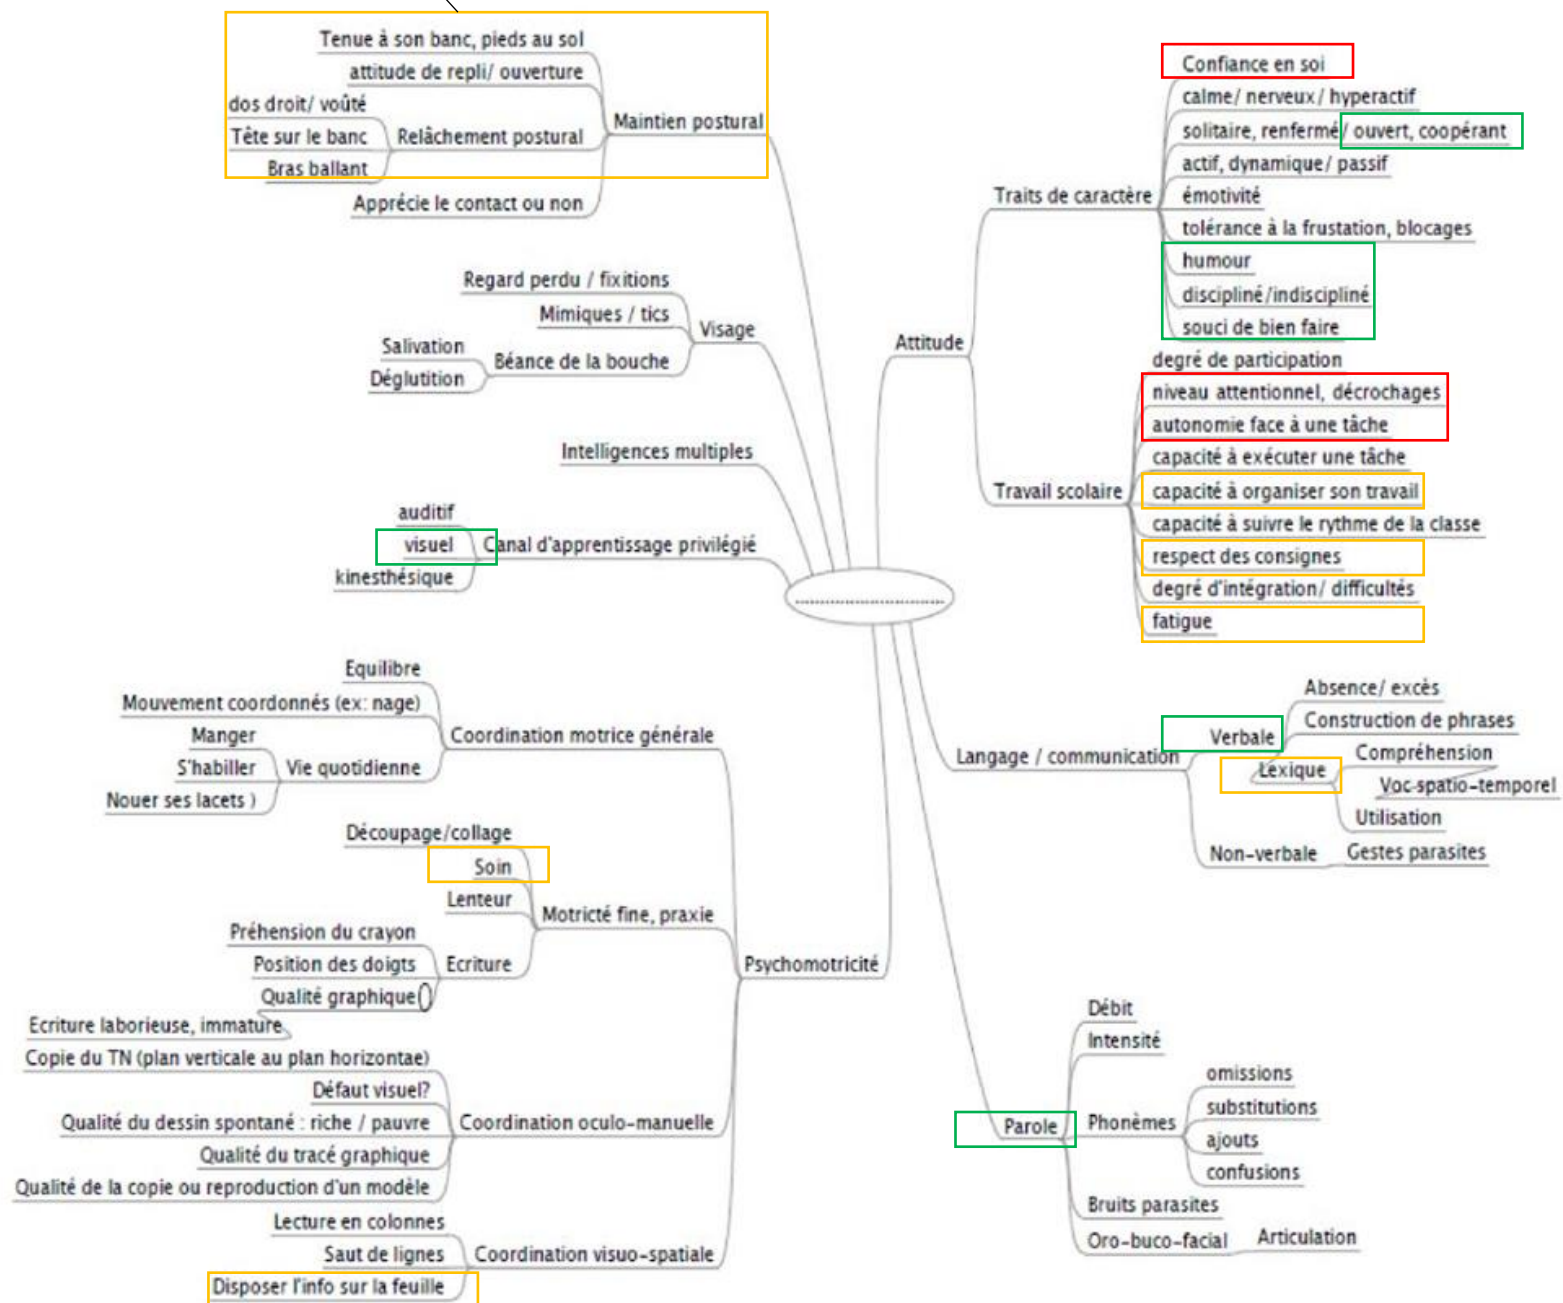 Tenue à son banc, pieds au sol
attitude de repli/ ouverture
dos droit/ voûté
Tête sur le banc
Bras ballant
Relâchement postural
Apprécie le contact ou non
Maintien postural
Regard perdu / fixitions
Mimiques / tics
Salivation
Déglutition
Béance de la bouche
Visage
Intelligences multiples
auditif
visuel
kinesthésique
Canal d'apprentissage privilégié
Confiance en soi
calme/ nerveux/ hyperactif
solitaire, renfermé/ ouvert, coopérant
actif, dynamique/ passif
émotivité
tolérance à la frustation, blocages
humour
discipliné/indiscipliné
souci de bien faire
Traits de caractère
Attitude
degré de participation
niveau attentionnel, décrochages
autonomie face à une tâche
capacité à exécuter une tâche
capacité à organiser son travail
capacité à suivre le rythme de la classe
respect des consignes
degré d'intégration/ difficultés
fatigue
Travail scolaire
..........................................
Equilibre
Mouvement coordonnés (ex: nage)
Manger
S'habiller
Nouer ses lacets )
Vie quotidienne
Coordination motrice générale
Découpage/collage
Soin
Lenteur
Préhension du crayon
Position des doigts
Qualité graphique
Ecriture laborieuse, immature
Ecriture
Motricté fine, praxie
Psychomotricité
Copie du TN (plan verticale au plan horizontae)
Défaut visuel?
Qualité du dessin spontané : riche / pauvre
Qualité du tracé graphique
Qualité de la copie ou reproduction d'un modèle
Coordination oculo-manuelle
Lecture en colonnes
Saut de lignes
Disposer l'info sur la feuille
Coordination visuo-spatiale
Langage / communication
Verbale
Absence/ excès
Construction de phrases
Lexique
Compréhension
Voc spatio-temporel
Utilisation
Non-verbale
Gestes parasites
Parole
Débit
Intensité
Phonèmes
omissions
substitutions
ajouts
confusions
Bruits parasites
Oro-buco-facial
Articulation